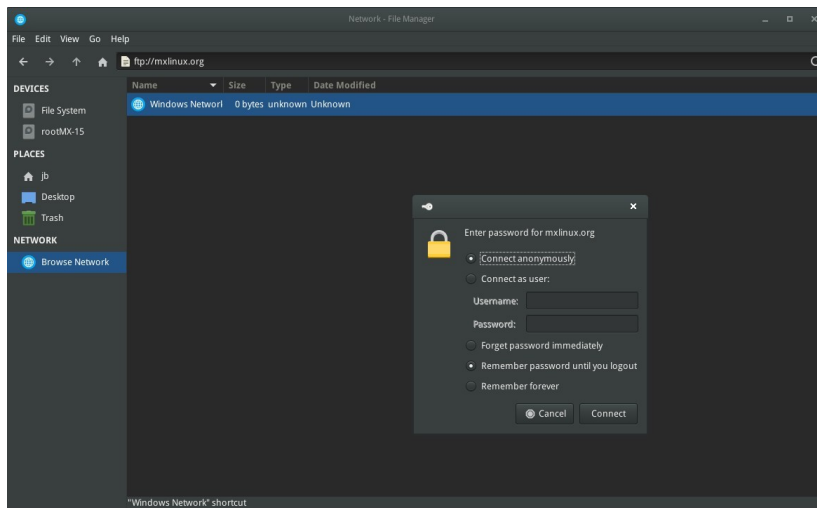 Network - File Manager
File Edit View Go Help
ftp://mxlinux.org
DEVICES
File System
rootMX-15
PLACES
jb
Desktop
Trash
NETWORK
Browse Network
Name Size Type Date Modified
Windows Networl 0 bytes unknown Unknown
Enter password for mxlinux.org
Connect anonymously
Connect as user:
Username:
Password:
Forget password immediately
Remember password until you logout
Remember forever
Cancel Connect
"Windows Network" shortcut